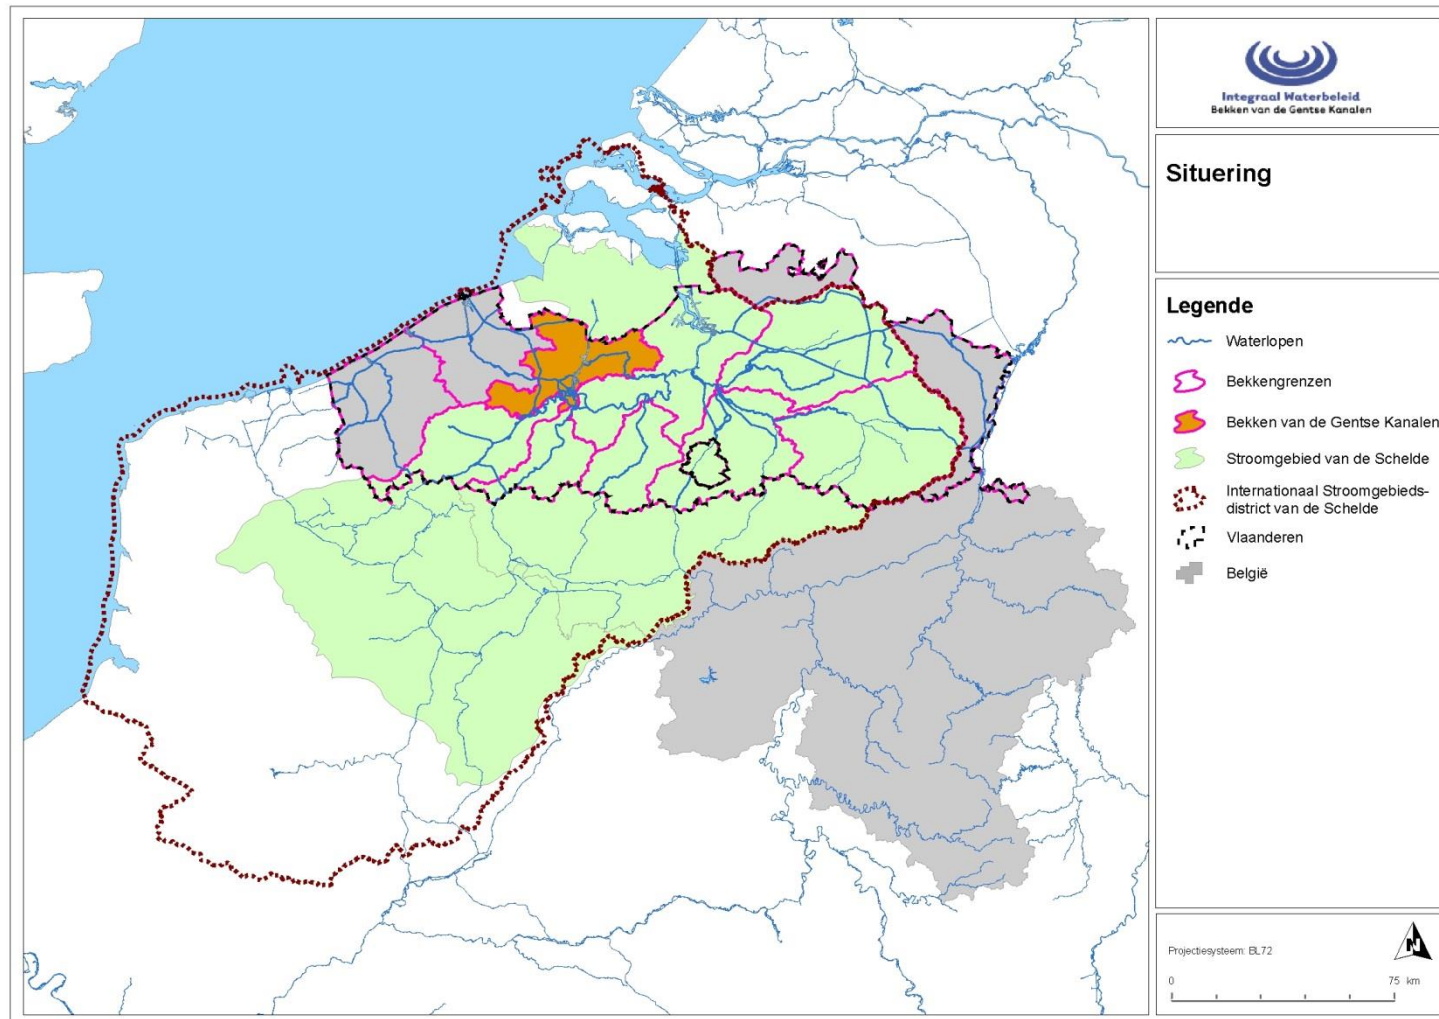 Integraal Waterbeleid
Bekken van de Gentse Kanalen
Situering
Legende
Waterlopen
Bekkengrenzen
Bekken van de Gentse Kanalen
Stroomgebied van de Schelde
Internationaal Stroomgebieds-
district van de Schelde
Vlaanderen
België
Projectiesysteem: BL72
N
0 75 km